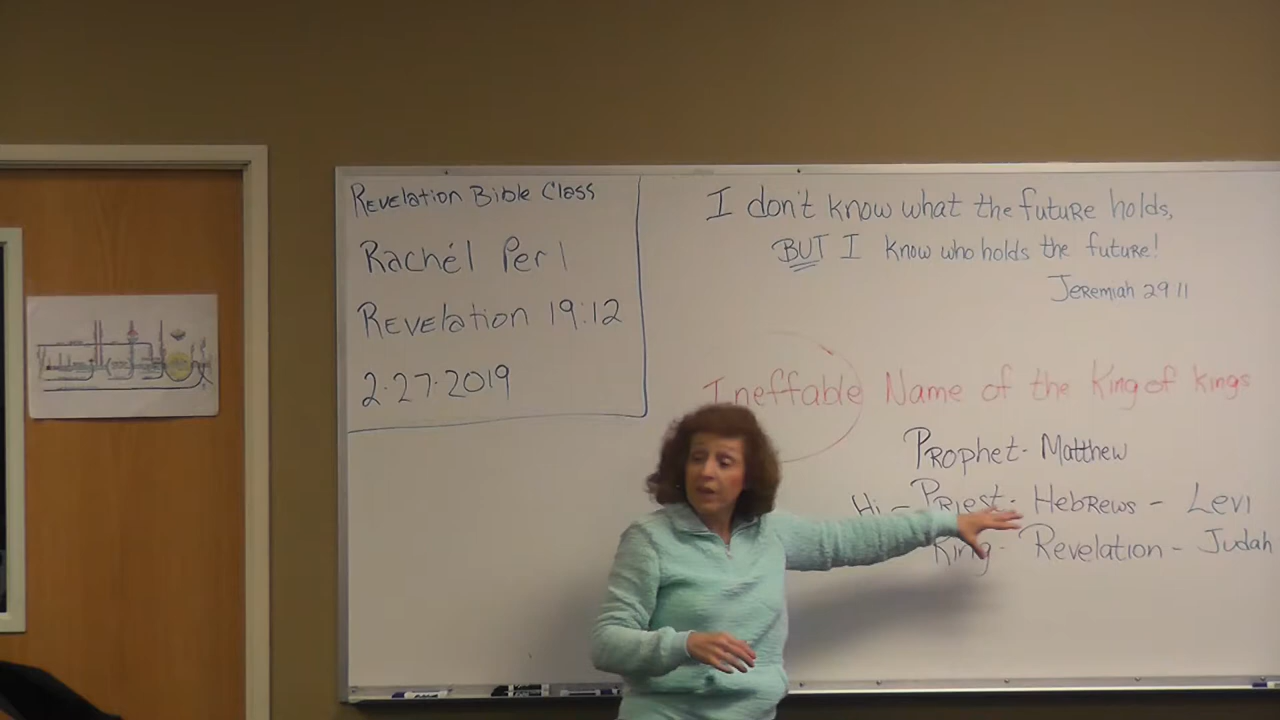 Revelation Bible Class
Rachél Perl
Revelation 19:12
2.27.2019
I don't know what the future holds,
BUT I know who holds the future!
Jeremiah 29 11
Ineffable Name of the King of kings
Prophet - Matthew
Hi - Priest - Hebrews - Levi
King - Revelation - Judah